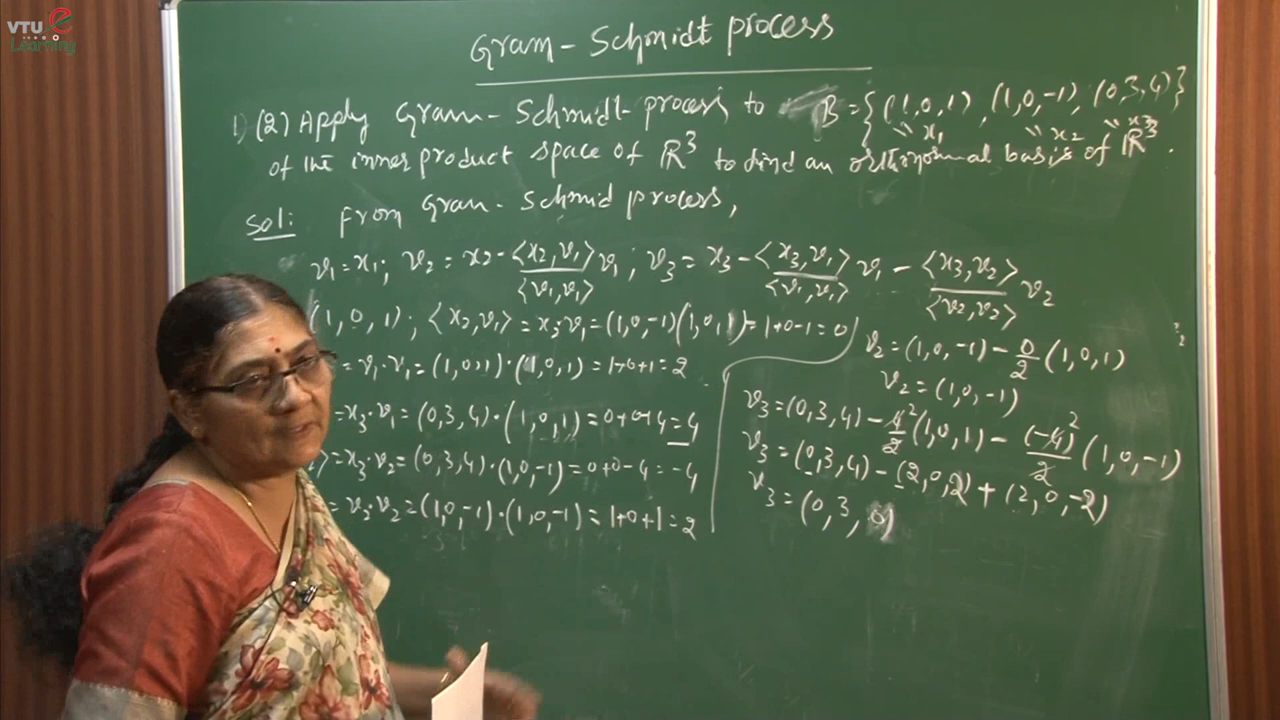 VTU e
Learning
Gram - Schmidt process
1) (2) Apply Gram - Schmidt - process to B = {(1,0,1), (1,0,-1), (0,3,4)}
" x₁ " x₂ " x₃
of the inner product space of ℝ³ to find an orthonormal basis of ℝ³.
Sol: From Gram - Schmid process,
v₁ = x₁; v₂ = x₂ - <x₂,v₁>/<v₁,v₁> v₁; v₃ = x₃ - <x₃,v₁>/<v₁,v₁> v₁ - <x₃,v₂>/<v₂,v₂> v₂
(1,0,1); <x₂,v₁> = x₂·v₁ = (1,0,-1)(1,0,1) = 1+0-1 = 0
= v₁·v₁ = (1,0,1)·(1,0,1) = 1+0+1 = 2
= x₃·v₁ = (0,3,4)·(1,0,1) = 0+0+4 = 4
> = x₃·v₂ = (0,3,4)·(1,0,-1) = 0+0-4 = -4
= v₂·v₂ = (1,0,-1)·(1,0,-1) = 1+0+1 = 2
v₂ = (1,0,-1) - 0/2 (1,0,1)
v₂ = (1,0,-1)
v₃ = (0,3,4) - 4/2 2 (1,0,1) - (-4)/2 2 (1,0,-1)
v₃ = (0,3,4) - (2,0,2) + (2,0,-2)
v₃ = (0,3,0)